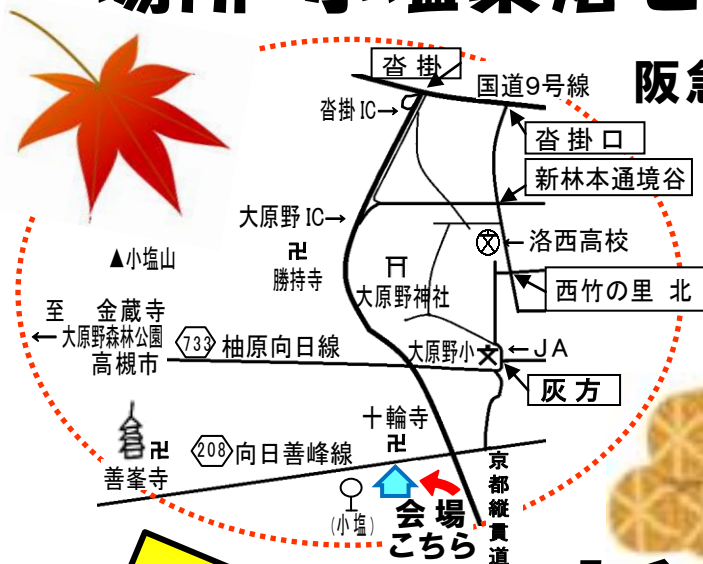 阪急
沓掛
国道9号線
沓掛IC→
沓掛口
新林本通境谷
大原野IC→
←洛西高校
▲小塩山
勝持寺
大原野神社
西竹の里 北
至 金蔵寺
←大原野森林公園
高槻市
733 柚原向日線
大原野小
←JA
灰方
十輪寺
善峯寺
208 向日善峰線
(小塩)
会場
こちら
京都縦貫道